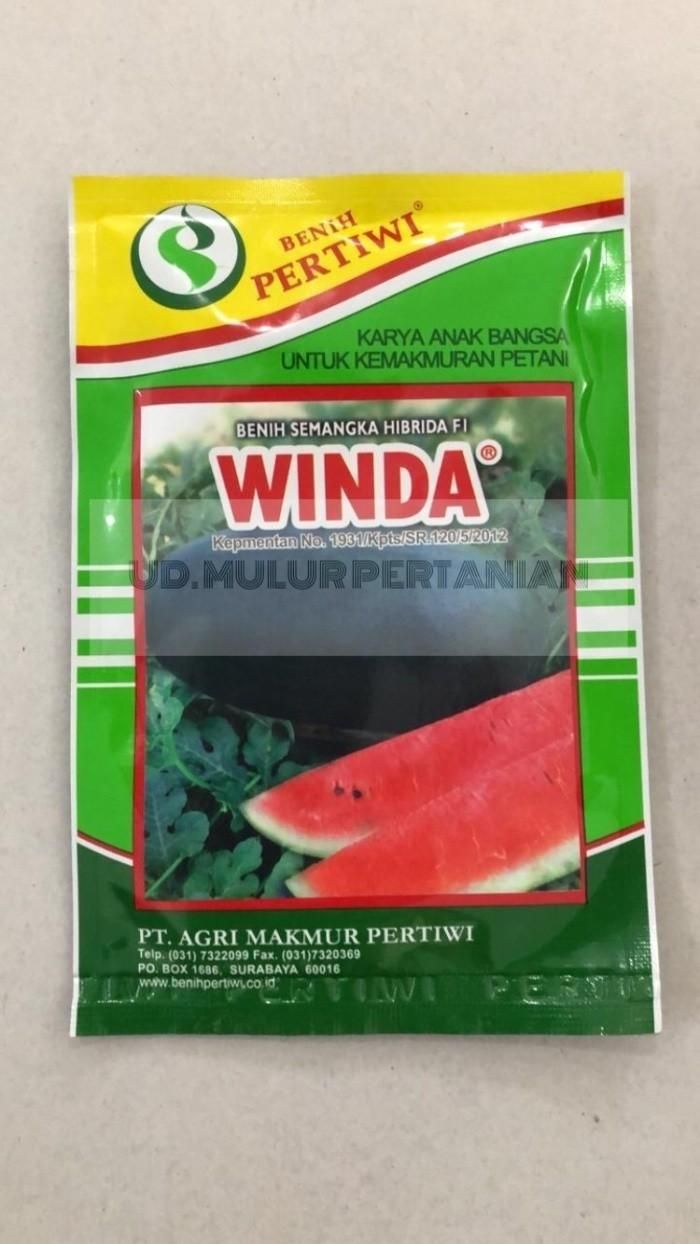 BENIH
PERTIWI®
KARYA ANAK BANGSA
UNTUK KEMAKMURAN PETANI
BENIH SEMANGKA HIBRIDA F1
WINDA®
Kepmentan No. 1931/Kpts/SR.120/5/2012
UD.MULUR PERTANIAN
PT. AGRI MAKMUR PERTIWI
Telp. (031) 7322099 Fax. (031)7320369
PO. BOX 1686, SURABAYA 60016
www.benihpertiwi.co.id
PERTIWI